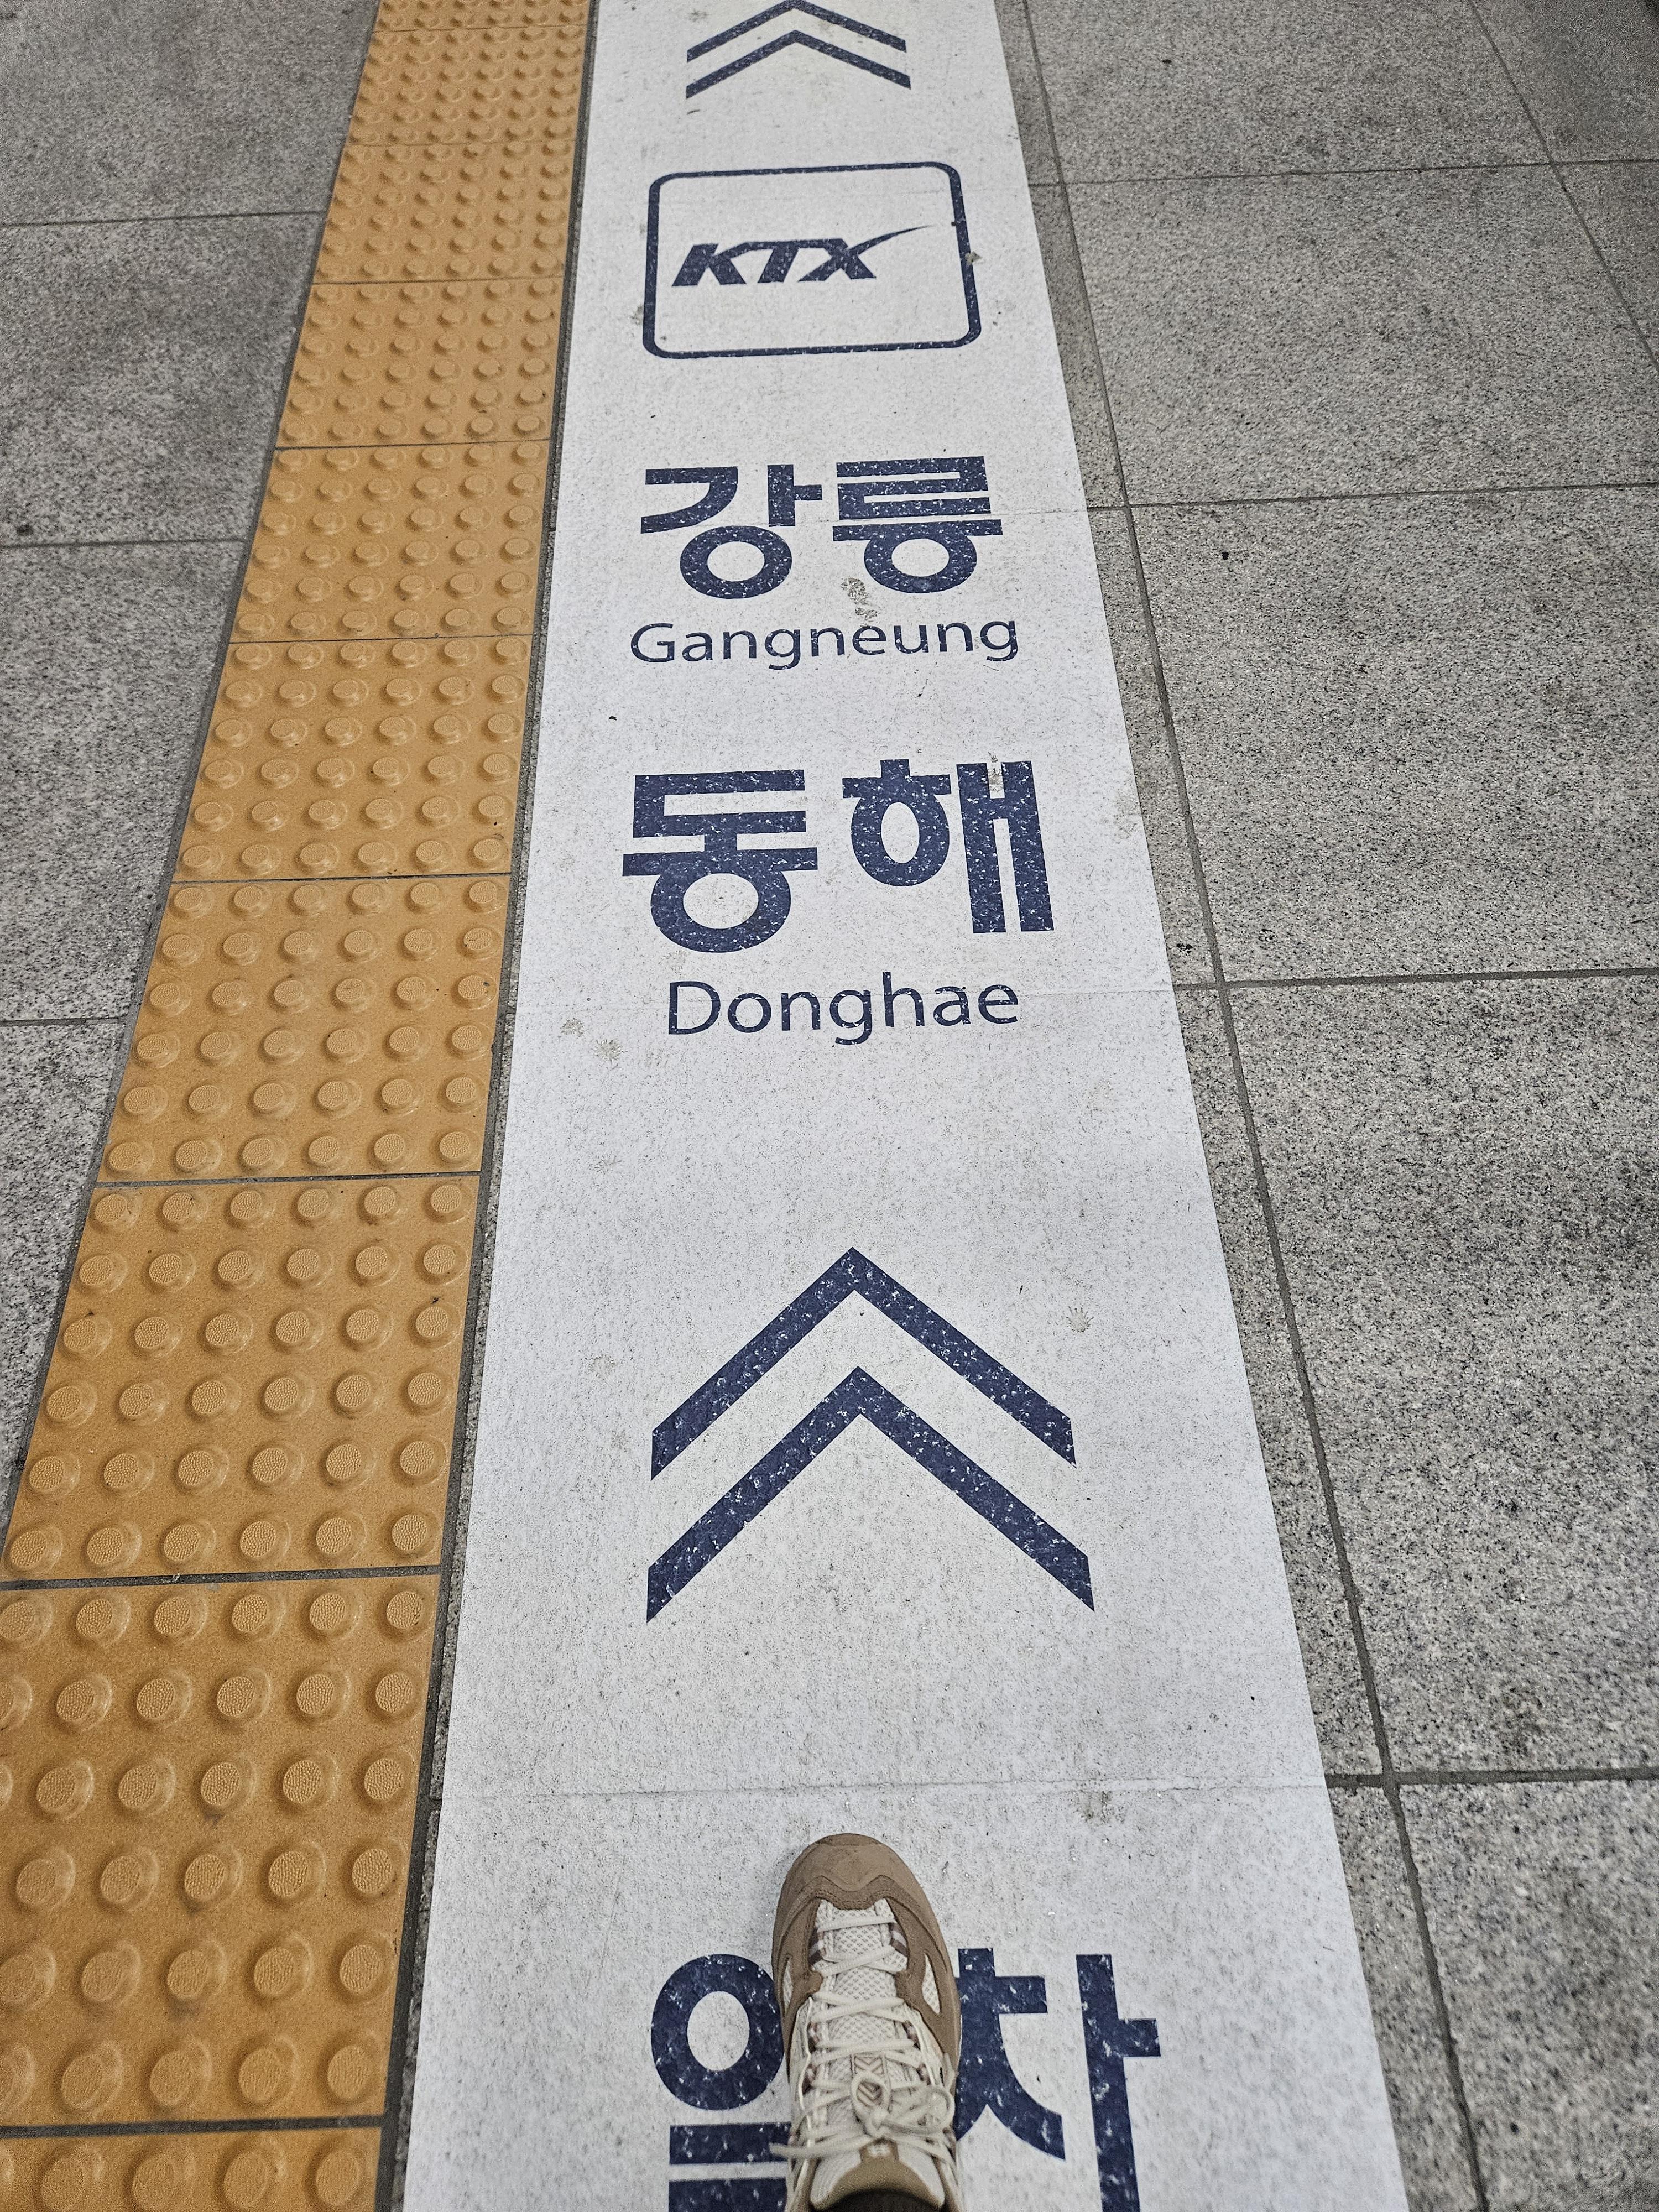 KTX
강릉
Gangneung
동해
Donghae